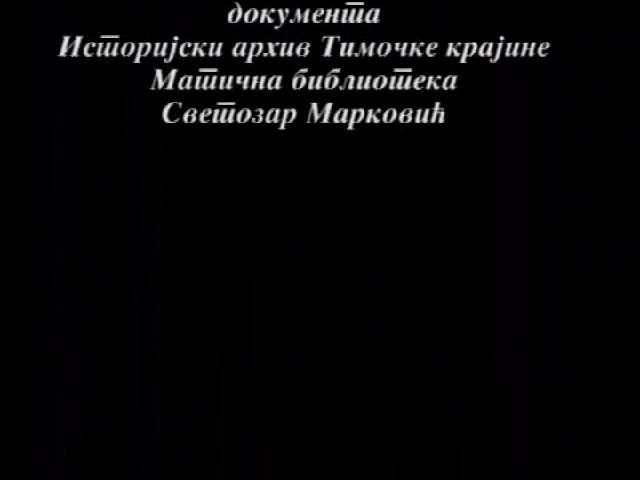 документа
Историјски архив Тимочке крајине
Матична библиотека
Светозар Марковић